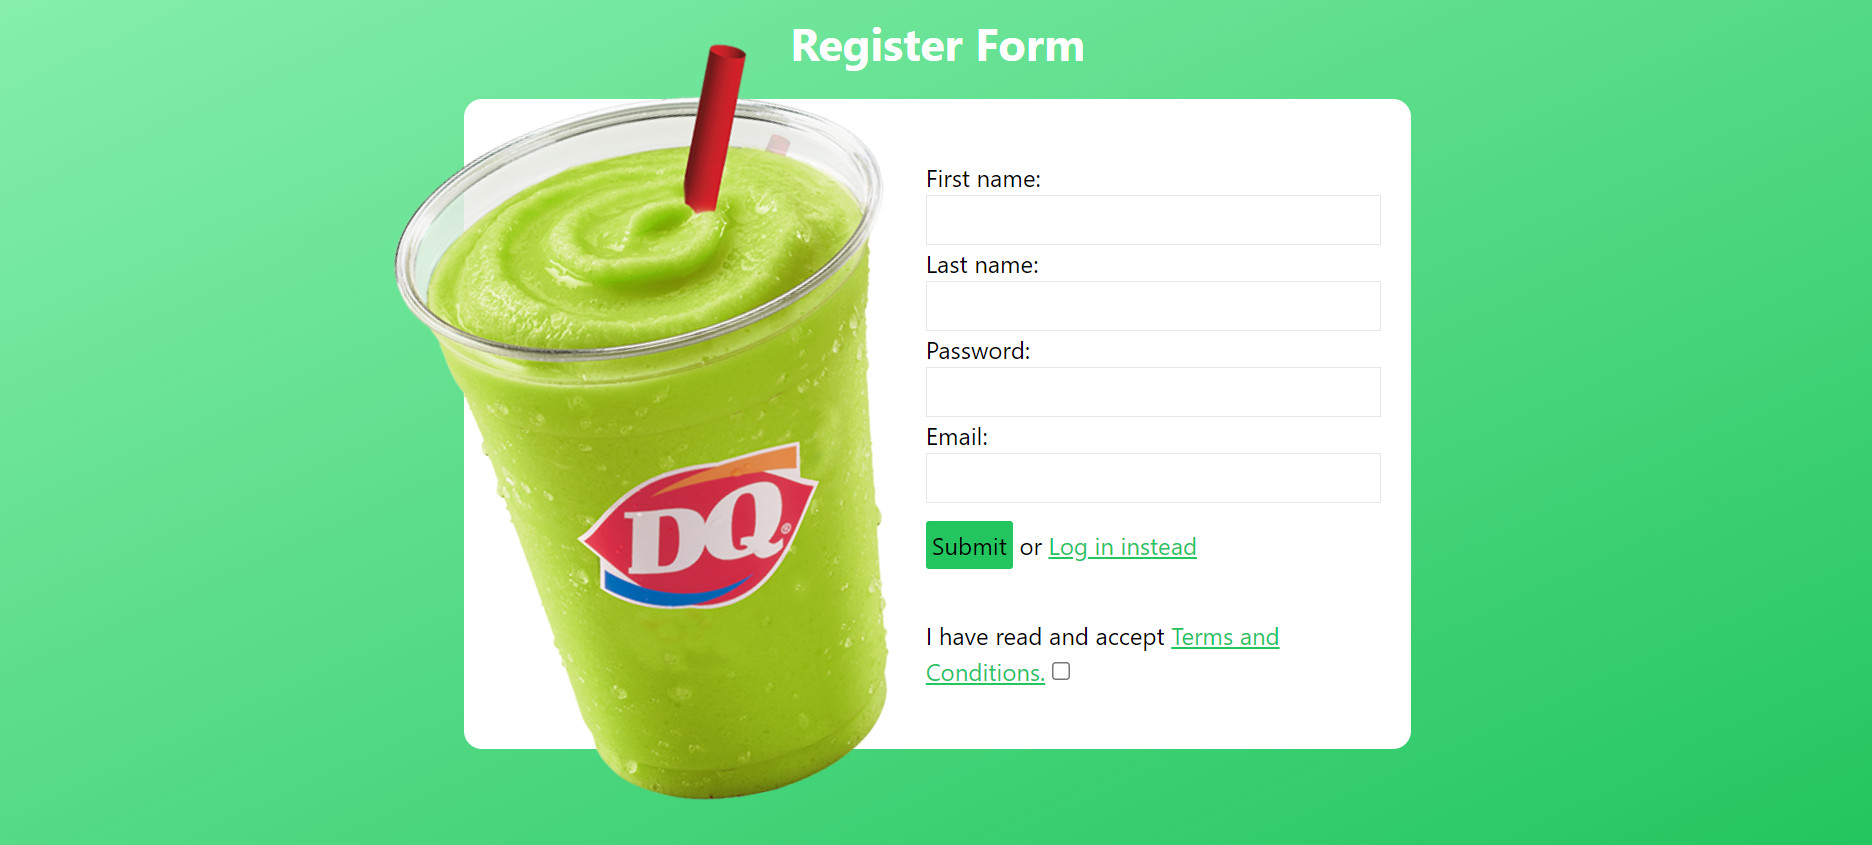 Register Form
First name:
Last name:
Password:
Email:
Submit or Log in instead
I have read and accept Terms and
Conditions.
DQ®